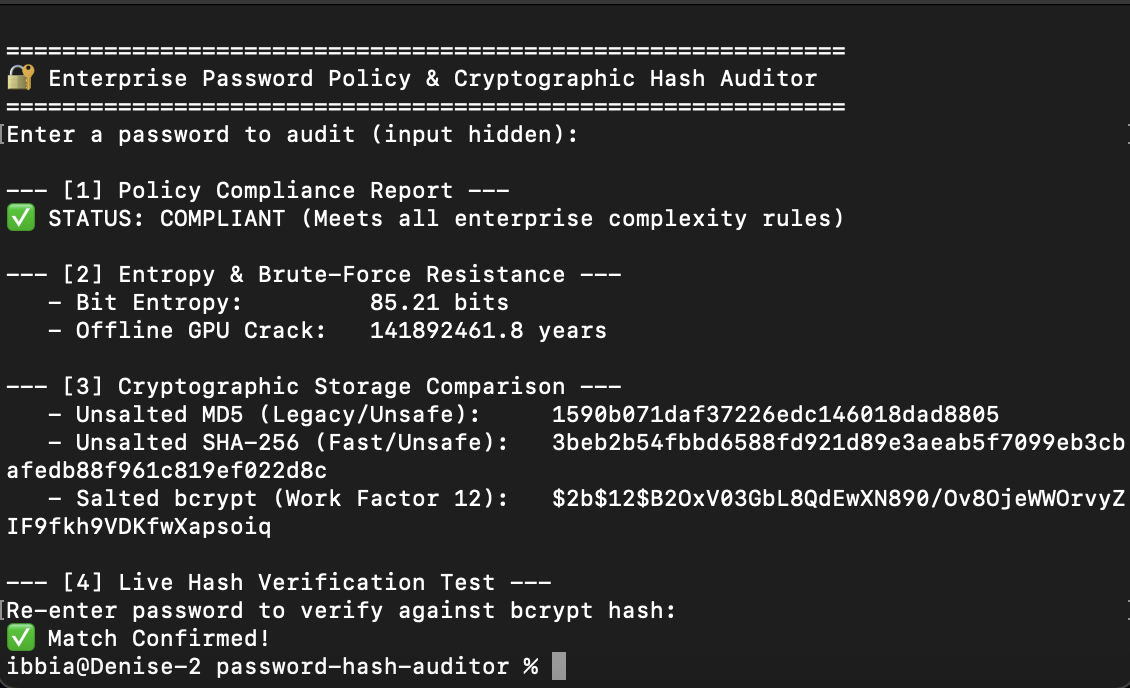 ============================================================
🔐 Enterprise Password Policy & Cryptographic Hash Auditor
============================================================
[Enter a password to audit (input hidden): ]
--- [1] Policy Compliance Report ---
✅ STATUS: COMPLIANT (Meets all enterprise complexity rules)
--- [2] Entropy & Brute-Force Resistance ---
- Bit Entropy: 85.21 bits
- Offline GPU Crack: 141892461.8 years
--- [3] Cryptographic Storage Comparison ---
- Unsalted MD5 (Legacy/Unsafe): 1590b071daf37226edc146018dad8805
- Unsalted SHA-256 (Fast/Unsafe): 3beb2b54fbbd6588fd921d89e3aeab5f7099eb3cb
afedb88f961c819ef022d8c
- Salted bcrypt (Work Factor 12): $2b$12$B2OxV03GbL8QdEwXN890/Ov8OjeWWOrvyZ
IF9fkh9VDKfwXapsoiq
--- [4] Live Hash Verification Test ---
[Re-enter password to verify against bcrypt hash: ]
✅ Match Confirmed!
ibbia@Denise-2 password-hash-auditor %